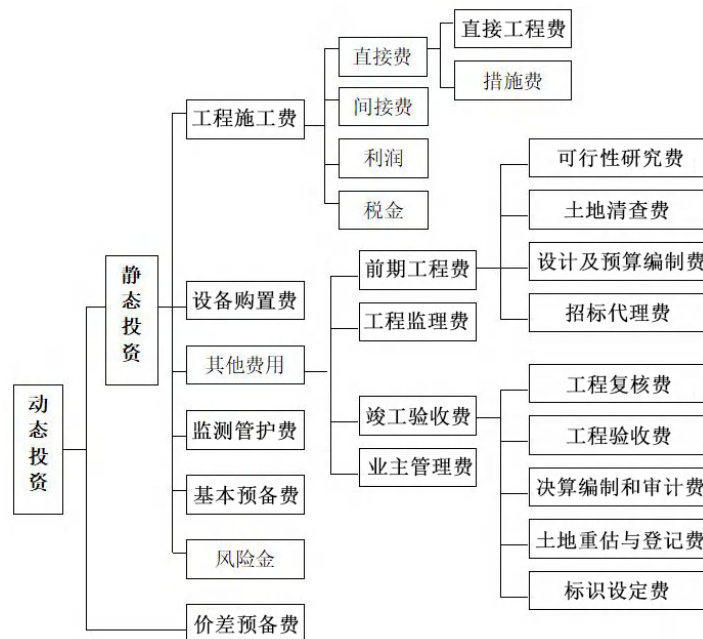 动态投资
静态投资
工程施工费
直接费
直接工程费
措施费
间接费
利润
税金
设备购置费
其他费用
前期工程费
可行性研究费
土地清查费
设计及预算编制费
招标代理费
工程监理费
竣工验收费
工程复核费
工程验收费
决算编制和审计费
土地重估与登记费
标识设定费
业主管理费
监测管护费
基本预备费
风险金
价差预备费